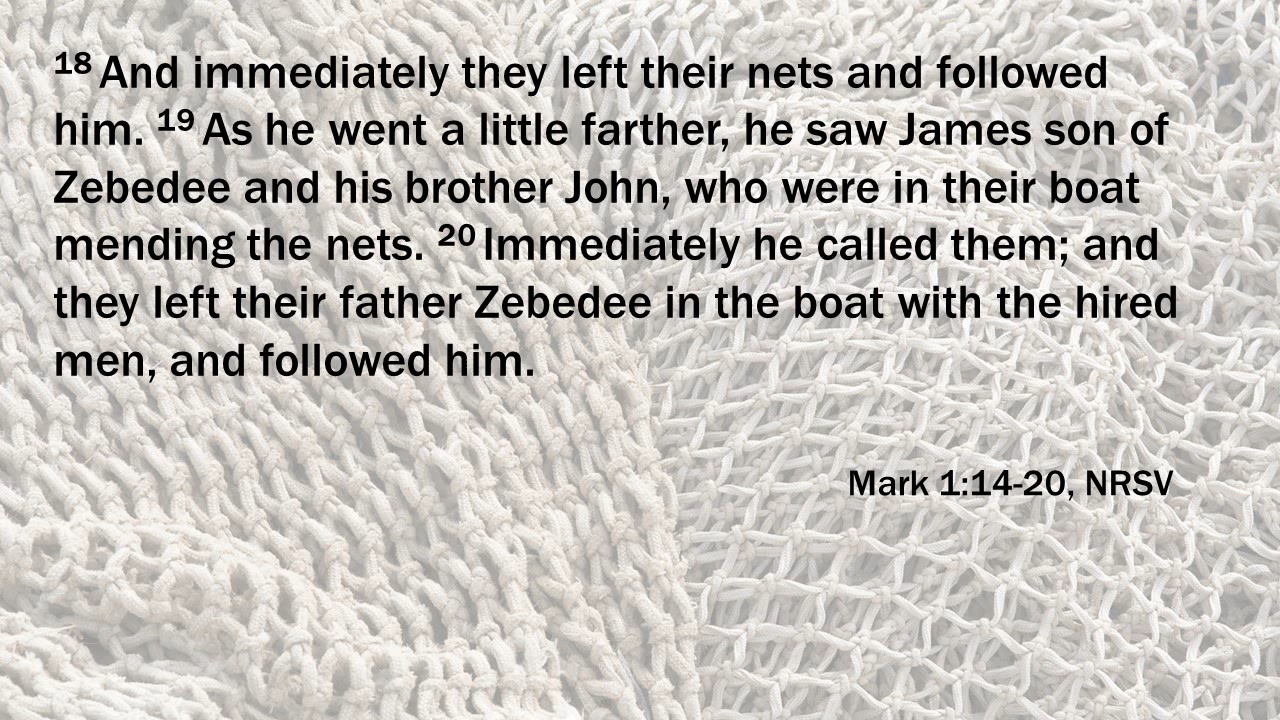 18 And immediately they left their nets and followed
him. 19 As he went a little farther, he saw James son of
Zebedee and his brother John, who were in their boat
mending the nets. 20 Immediately he called them; and
they left their father Zebedee in the boat with the hired
men, and followed him.
Mark 1:14-20, NRSV